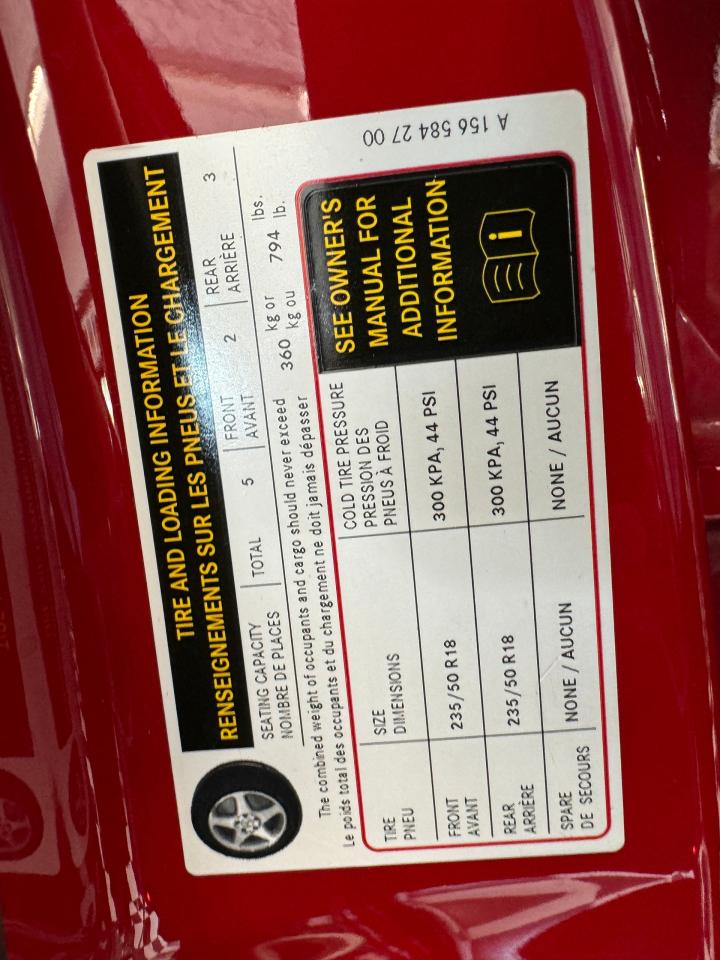 TIRE AND LOADING INFORMATION
RENSEIGNEMENTS SUR LES PNEUS ET LE CHARGEMENT
SEATING CAPACITY
NOMBRE DE PLACES
TOTAL 5
FRONT
AVANT
2
REAR
ARRIÈRE
3
The combined weight of occupants and cargo should never exceed 360 kg or 794 lbs.
Le poids total des occupants et du chargement ne doit jamais dépasser kg ou lb.
TIRE
PNEU
SIZE
DIMENSIONS
COLD TIRE PRESSURE
PRESSION DES
PNEUS À FROID
FRONT
AVANT
235/50 R18
300 KPA, 44 PSI
REAR
ARRIÈRE
235/50 R18
300 KPA, 44 PSI
SPARE
DE SECOURS
NONE / AUCUN
NONE / AUCUN
SEE OWNER'S
MANUAL FOR
ADDITIONAL
INFORMATION
A 156 584 27 00